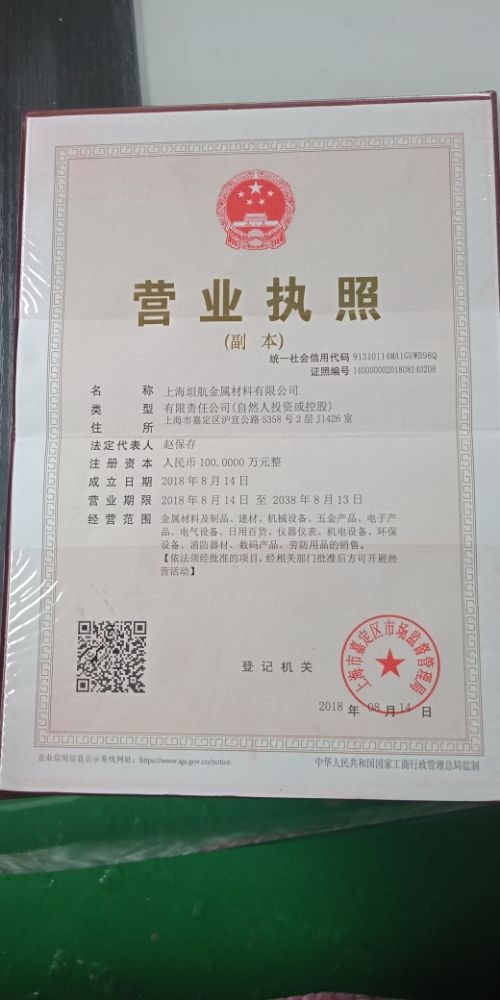 营业执照
(副 本)
统一社会信用代码 91310114MA1GUWB98Q
证照编号 14000000201808140208
名 称 上海坦航金属材料有限公司
类 型 有限责任公司(自然人投资或控股)
住 所 上海市嘉定区沪宜公路5358号2层J1426室
法定代表人 赵保存
注册资本 人民币100.0000万元整
成立日期 2018年8月14日
营业期限 2018年8月14日 至 2038年8月13日
经营范围 金属材料及制品、建材、机械设备、五金产品、电子产
品、电气设备、日用百货、仪器仪表、机电设备、环保
设备、消防器材、数码产品、劳防用品的销售。
【依法须经批准的项目,经相关部门批准后方可开展经
营活动】
登记机关
上海市嘉定区市场监督管理局
2018 年 08 月 14 日
企业信用信息公示系统网址：https://www.sgs.gov.cn/notice
中华人民共和国国家工商行政管理总局监制